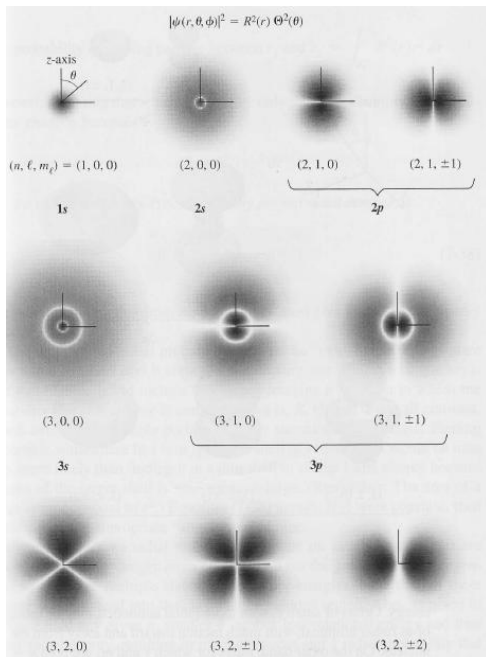 |ψ(r, θ, ϕ)|² = R²(r) Θ²(θ)
z-axis
θ
(n, ℓ, mℓ) = (1, 0, 0) (2, 0, 0) (2, 1, 0) (2, 1, ±1)
1s 2s 2p
(3, 0, 0) (3, 1, 0) (3, 1, ±1)
3s 3p
(3, 2, 0) (3, 2, ±1) (3, 2, ±2)